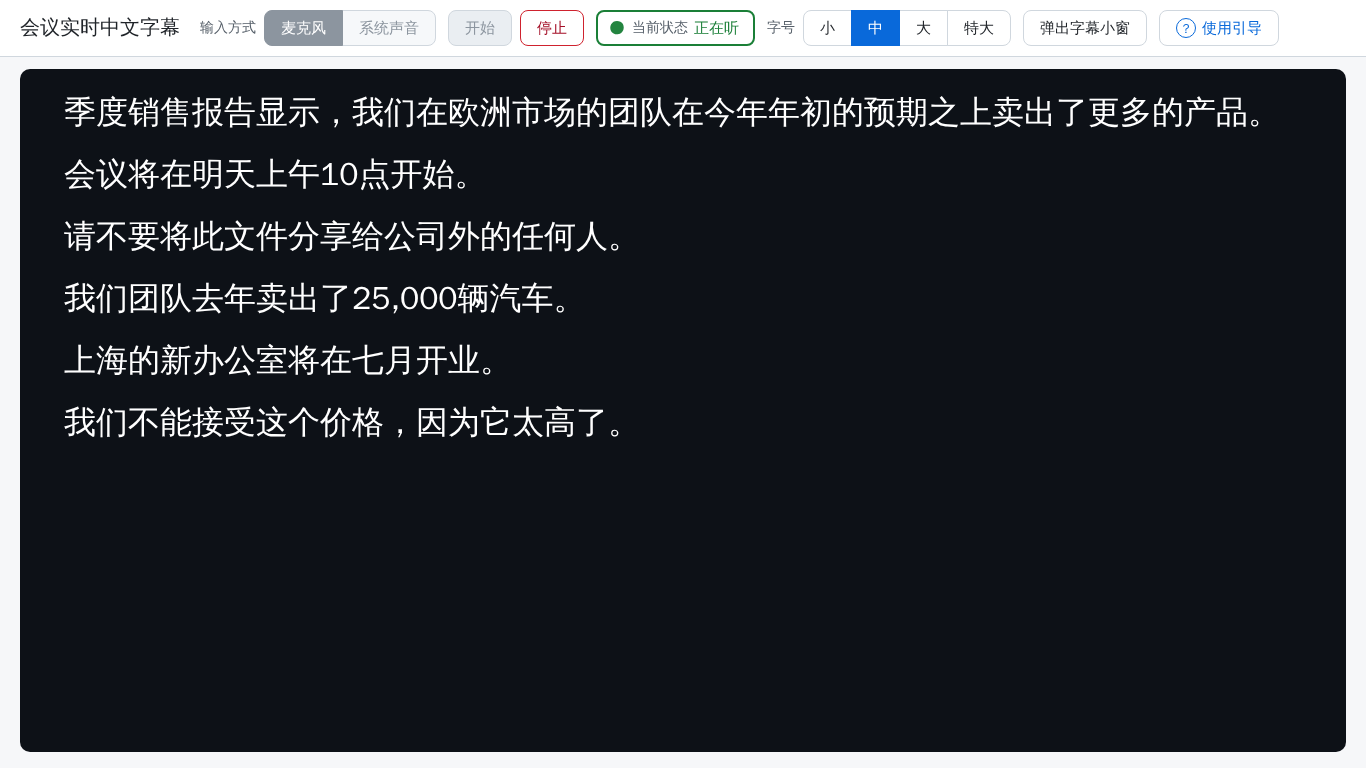 会议实时中文字幕 输入方式 麦克风 系统声音 开始 停止 当前状态 正在听 字号 小 中 大 特大 弹出字幕小窗 ? 使用引导
季度销售报告显示，我们在欧洲市场的团队在今年年初的预期之上卖出了更多的产品。
会议将在明天上午10点开始。
请不要将此文件分享给公司外的任何人。
我们团队去年卖出了25,000辆汽车。
上海的新办公室将在七月开业。
我们不能接受这个价格，因为它太高了。